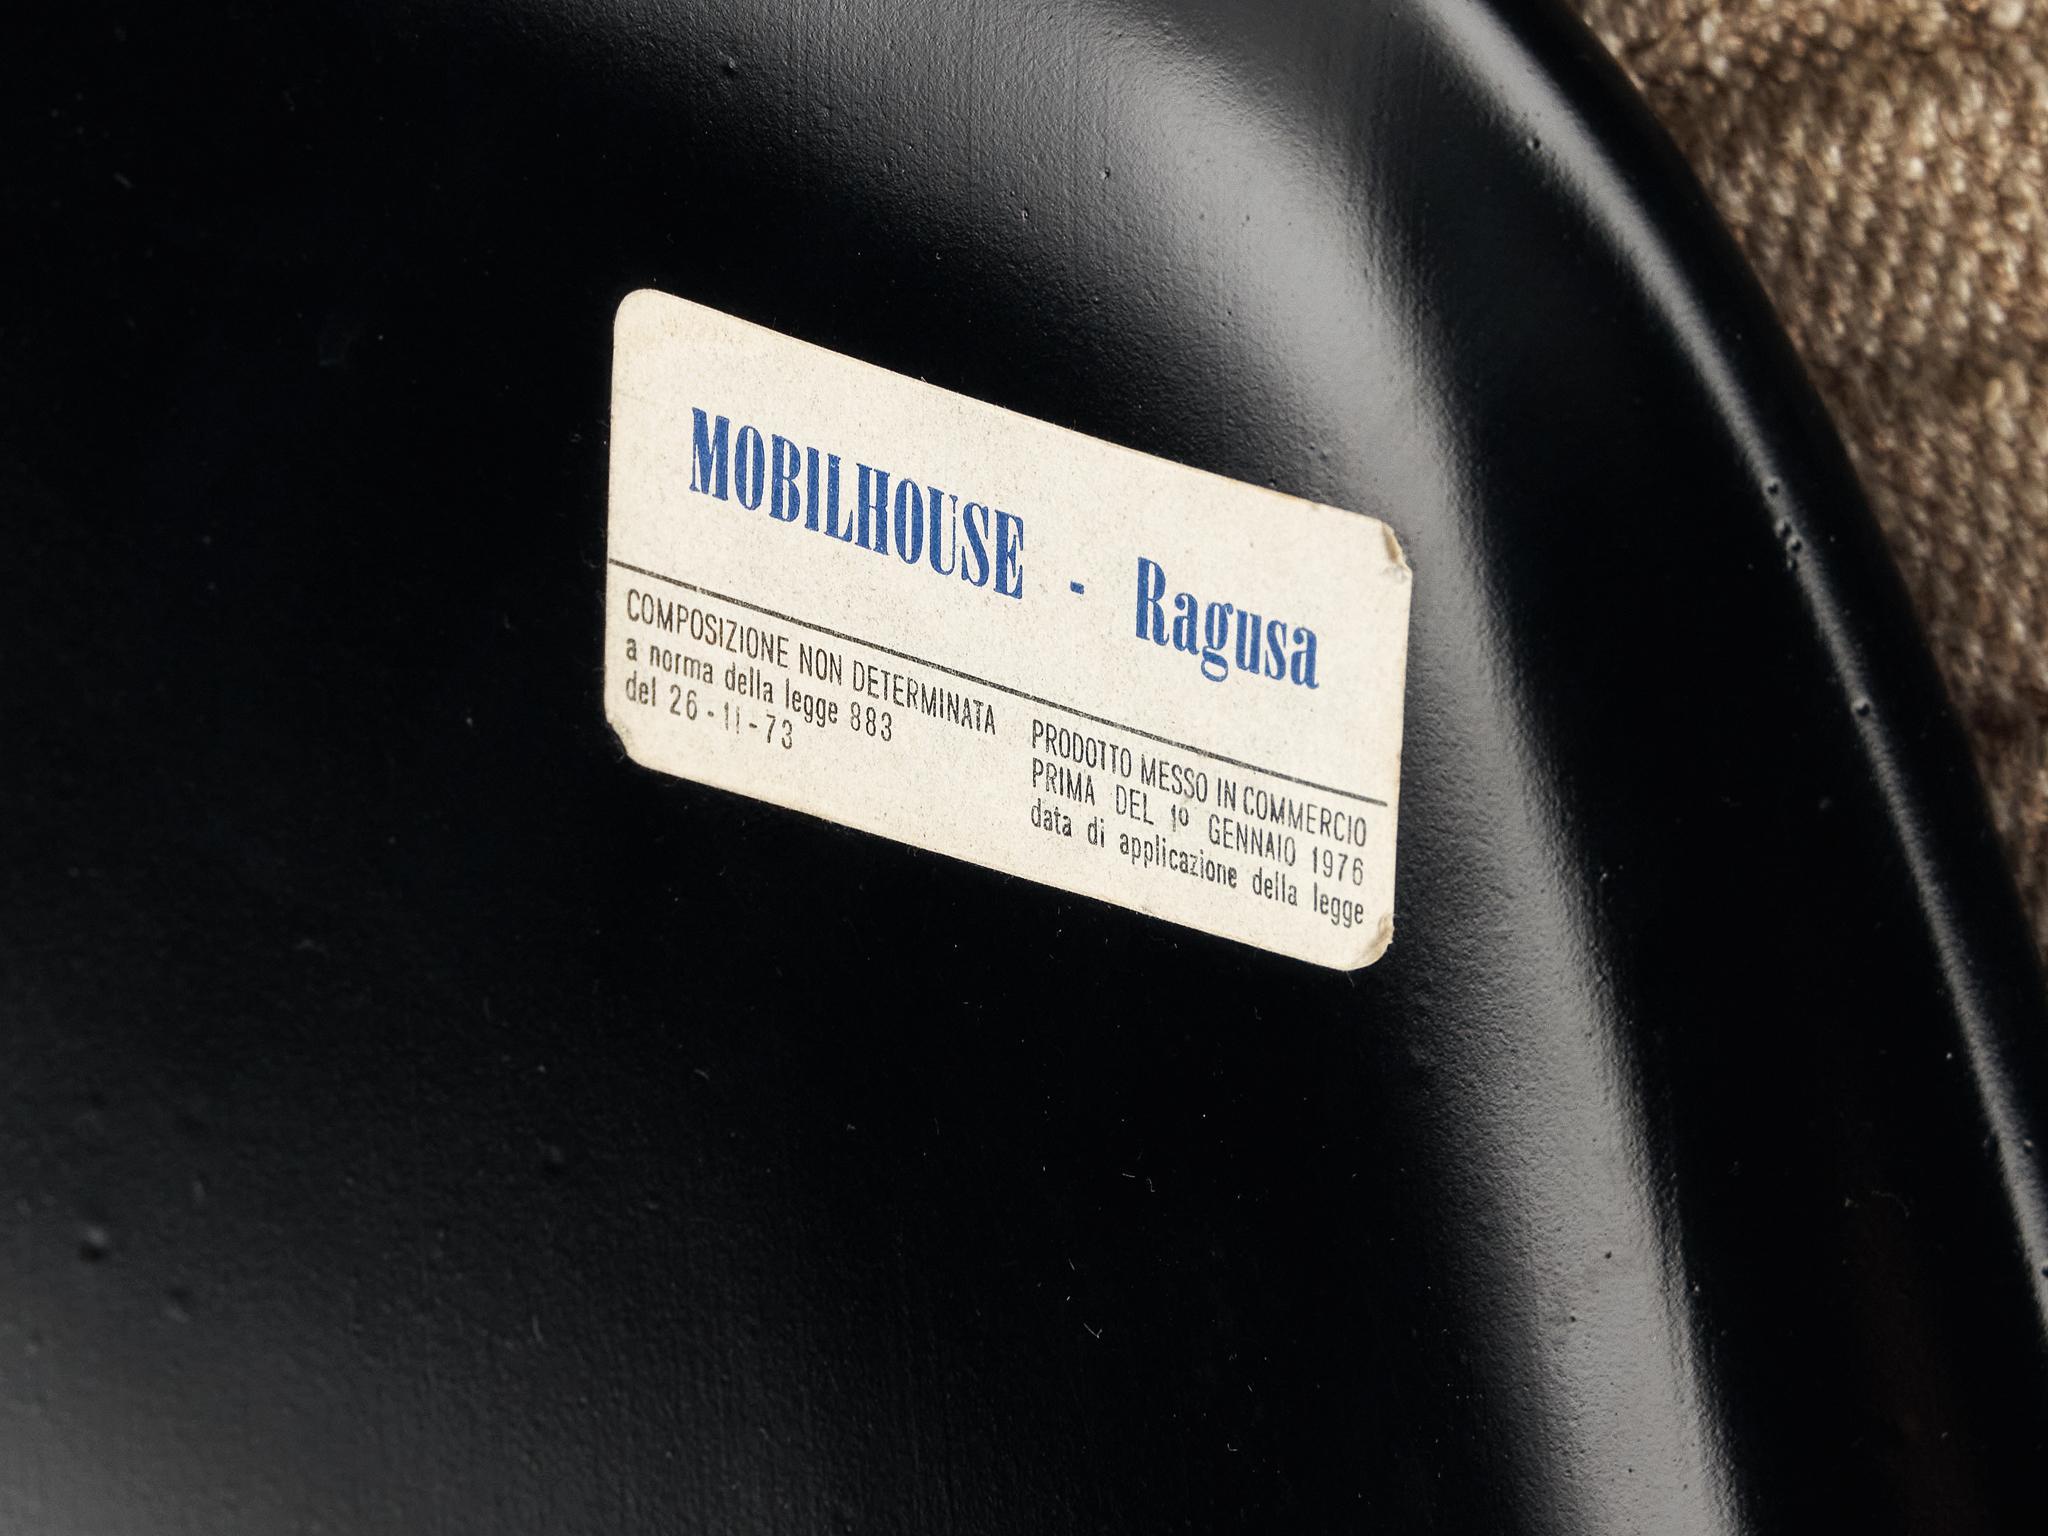 MOBILHOUSE - Ragusa
COMPOSIZIONE NON DETERMINATA
a norma della legge 883
del 26-11-73
PRODOTTO MESSO IN COMMERCIO
PRIMA DEL 1º GENNAIO 1976
data di applicazione della legge